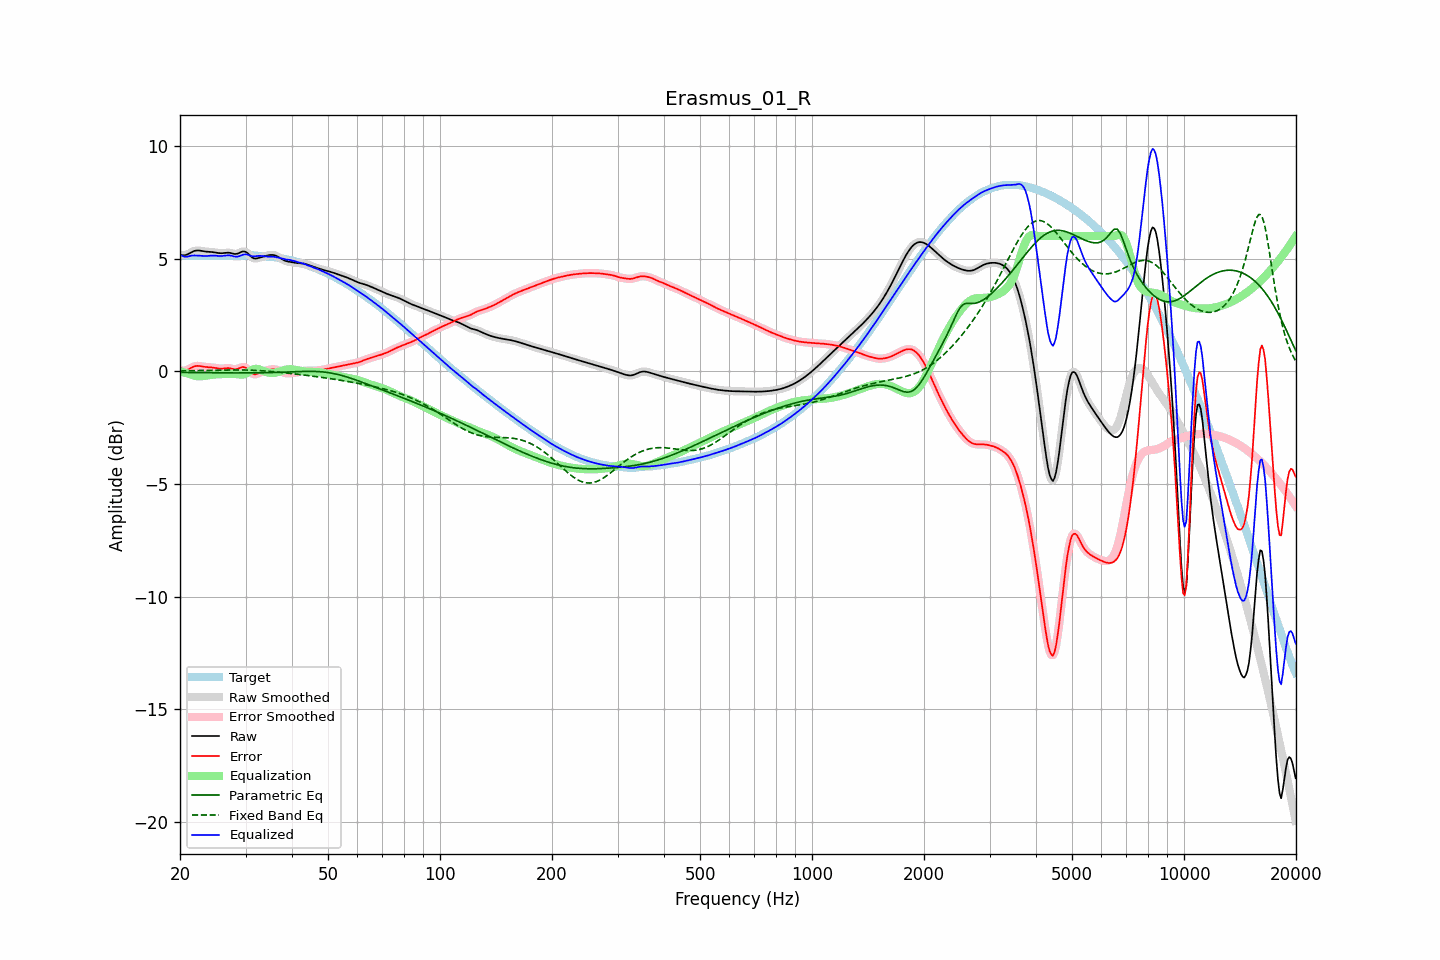 Erasmus_01_R
Amplitude (dBr)
10
5
0
−5
−10
−15
−20
Target
Raw Smoothed
Error Smoothed
Raw
Error
Equalization
Parametric Eq
Fixed Band Eq
Equalized
20 50 100 200 500 1000 2000 5000 10000 20000
Frequency (Hz)